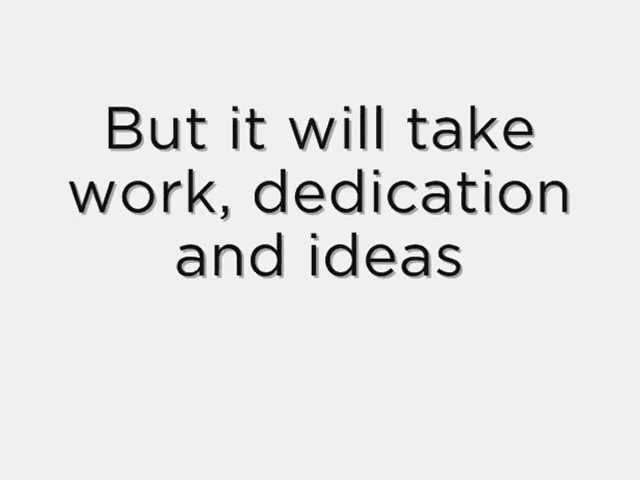 But it will take
work, dedication
and ideas